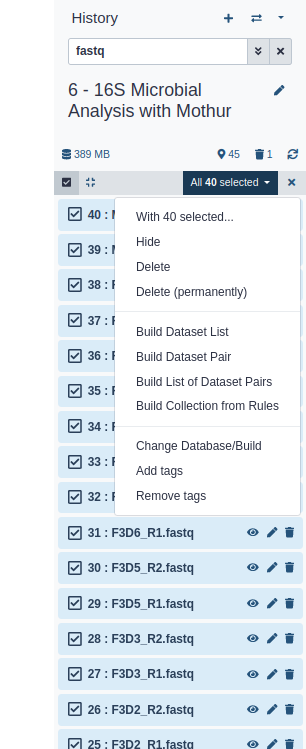 History
fastq
6 - 16S Microbial
Analysis with Mothur
389 MB
45
1
All 40 selected
40 :
39 :
38 :
37 :
36 :
35 :
34 :
33 :
32 :
With 40 selected...
Hide
Delete
Delete (permanently)
Build Dataset List
Build Dataset Pair
Build List of Dataset Pairs
Build Collection from Rules
Change Database/Build
Add tags
Remove tags
31 : F3D6_R1.fastq
30 : F3D5_R2.fastq
29 : F3D5_R1.fastq
28 : F3D3_R2.fastq
27 : F3D3_R1.fastq
26 : F3D2_R2.fastq
25 : F3D2_R1.fastq